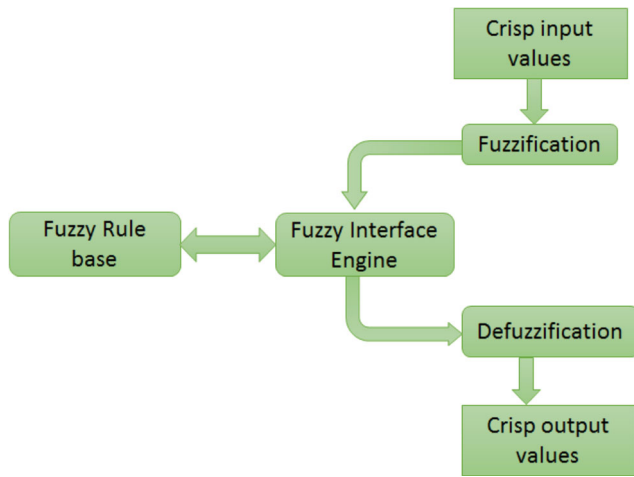 Crisp input
values
Fuzzification
Fuzzy Rule
base
Fuzzy Interface
Engine
Defuzzification
Crisp output
values